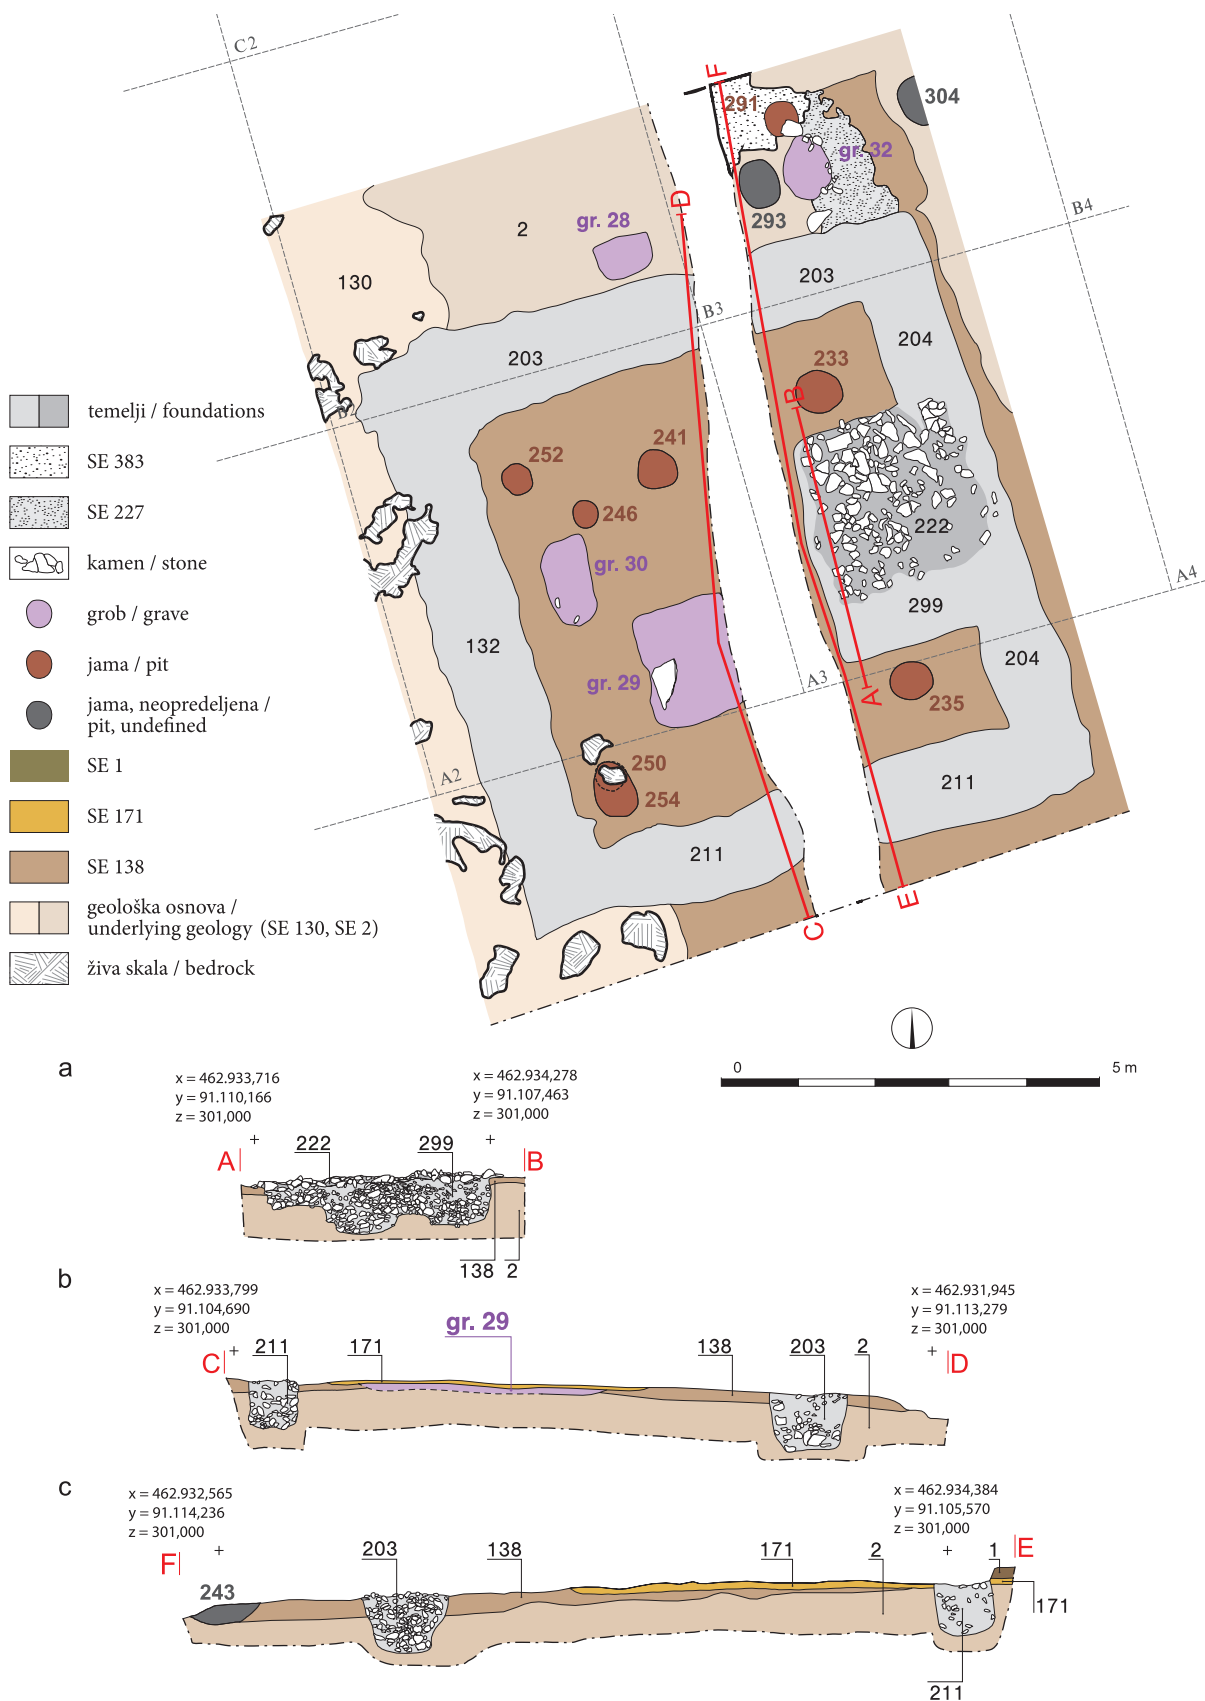 C2
F
291
304
gr. 32
D
gr. 28
2
293
B4
130
203
B3
203
204
233
B2
B
252
241
246
222
gr. 30
A4
299
132
204
gr. 29
A3
A
235
250
A2
254
211
211
E
C
temelji / foundations
SE 383
SE 227
kamen / stone
grob / grave
jama / pit
jama, neopredeljena /
pit, undefined
SE 1
SE 171
SE 138
geološka osnova /
underlying geology (SE 130, SE 2)
živa skala / bedrock
0 5 m
a
x = 462.933,716
y = 91.110,166
z = 301,000
x = 462.934,278
y = 91.107,463
z = 301,000
A 222 299 B
138 2
b
x = 462.933,799
y = 91.104,690
z = 301,000
x = 462.931,945
y = 91.113,279
z = 301,000
C 211 171 gr. 29 138 203 2 D
c
x = 462.932,565
y = 91.114,236
z = 301,000
x = 462.934,384
y = 91.105,570
z = 301,000
F 203 138 171 2 1 E
243
171
211